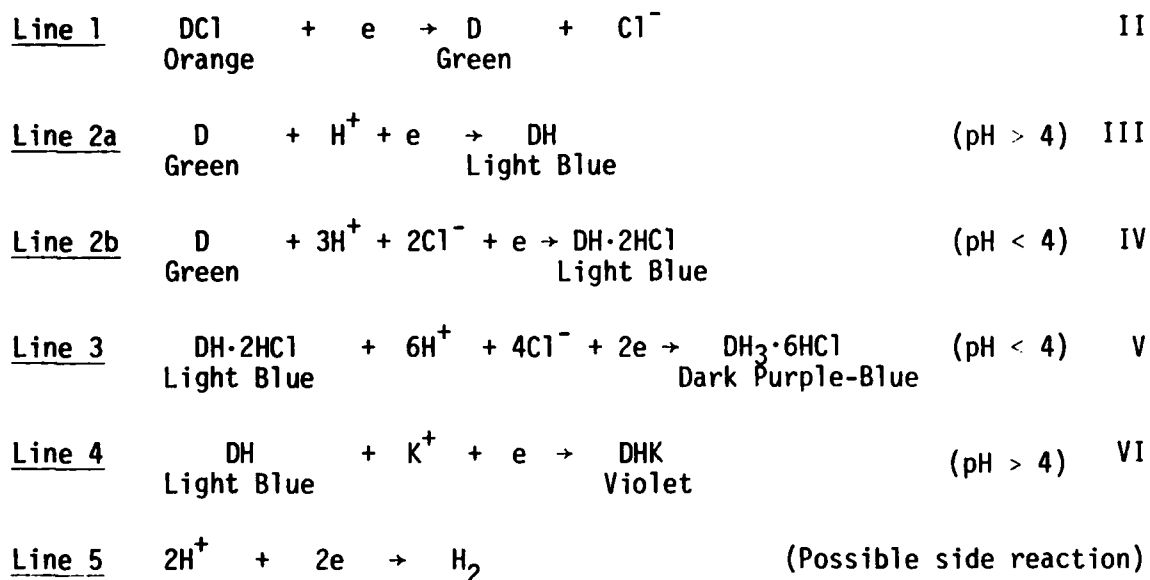 Line 1 DCl + e → D + Cl⁻ II
Orange Green
Line 2a D + H⁺ + e → DH (pH > 4) III
Green Light Blue
Line 2b D + 3H⁺ + 2Cl⁻ + e → DH·2HCl (pH < 4) IV
Green Light Blue
Line 3 DH·2HCl + 6H⁺ + 4Cl⁻ + 2e → DH₃·6HCl (pH < 4) V
Light Blue Dark Purple-Blue
Line 4 DH + K⁺ + e → DHK (pH > 4) VI
Light Blue Violet
Line 5 2H⁺ + 2e → H₂ (Possible side reaction)